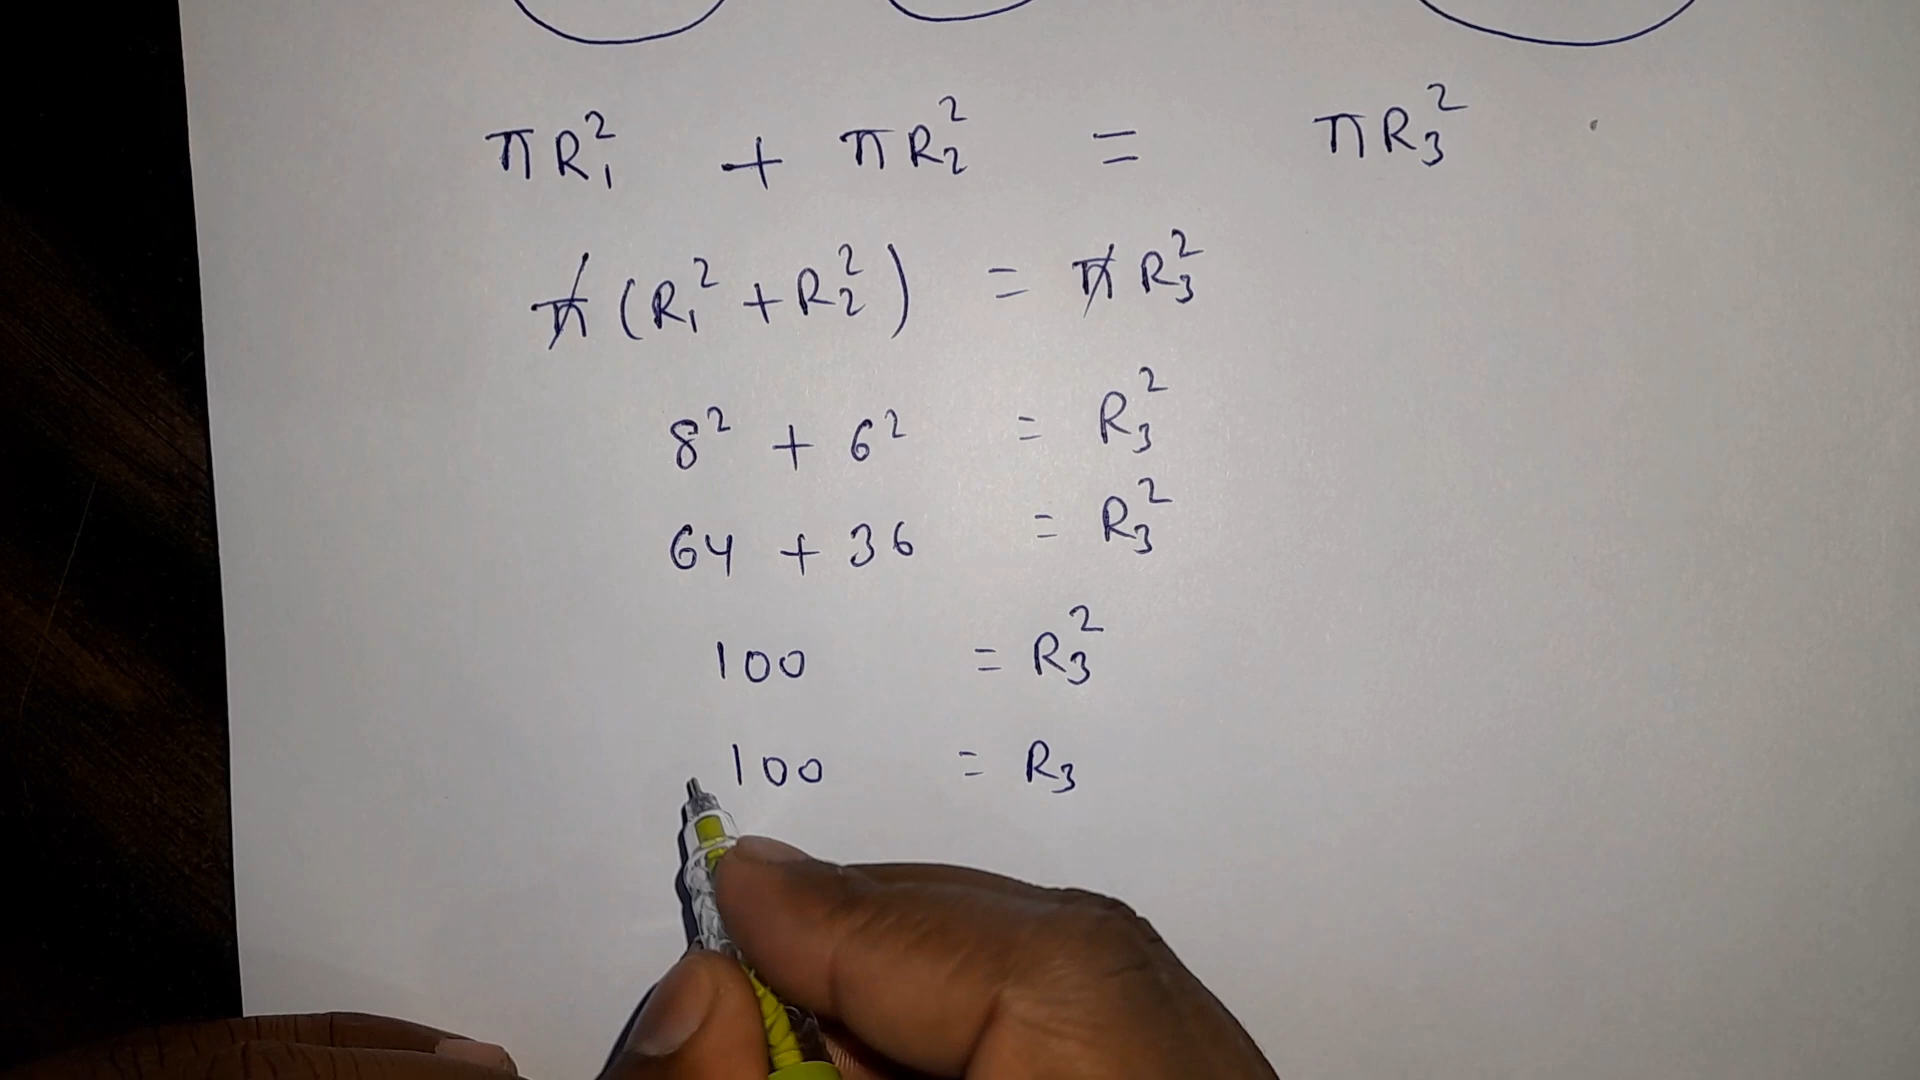 πR₁² + πR₂² = πR₃²
π(R₁² + R₂²) = πR₃²
8² + 6² = R₃²
64 + 36 = R₃²
100 = R₃²
100 = R₃